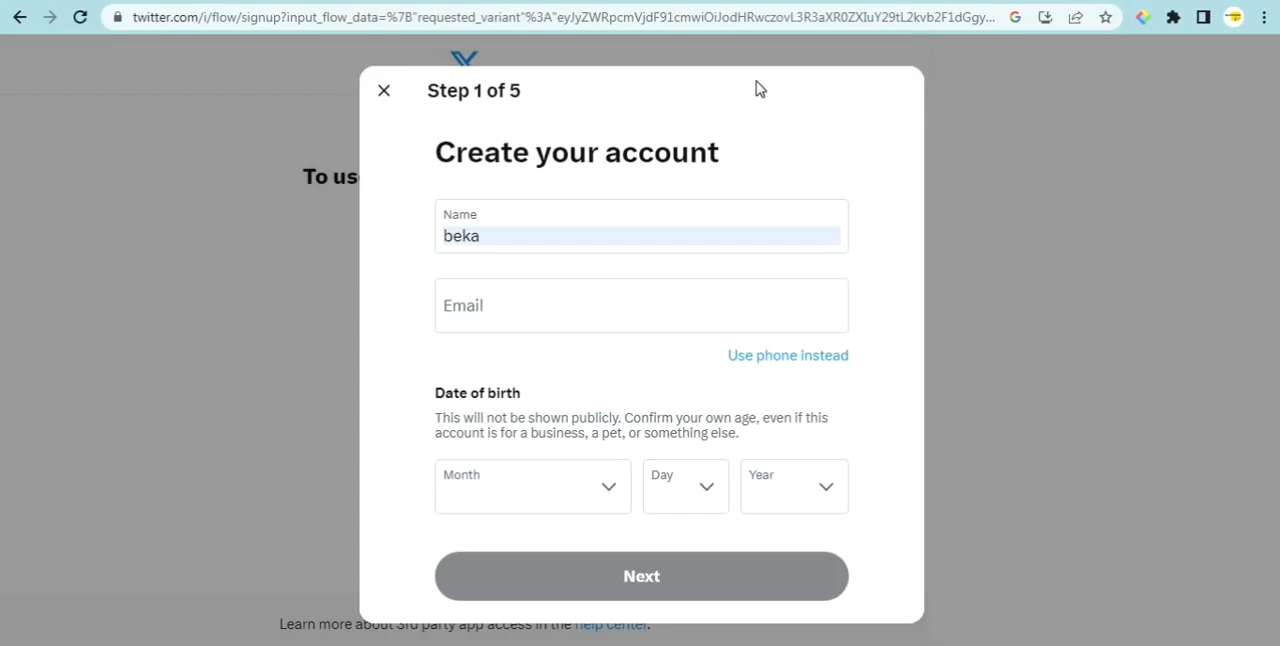 twitter.com/i/flow/signup?input_flow_data=%7B"requested_variant"%3A"eyJyZWRpcmVjdF91cmwiOiJodHRwczovL3R3aXR0ZXIuY29tL2kvb2F1dGgy...
Step 1 of 5
Create your account
To us
Name
beka
Email
Use phone instead
Date of birth
This will not be shown publicly. Confirm your own age, even if this
account is for a business, a pet, or something else.
Month
Day
Year
Next
Learn more about 3rd party app access in the help center.